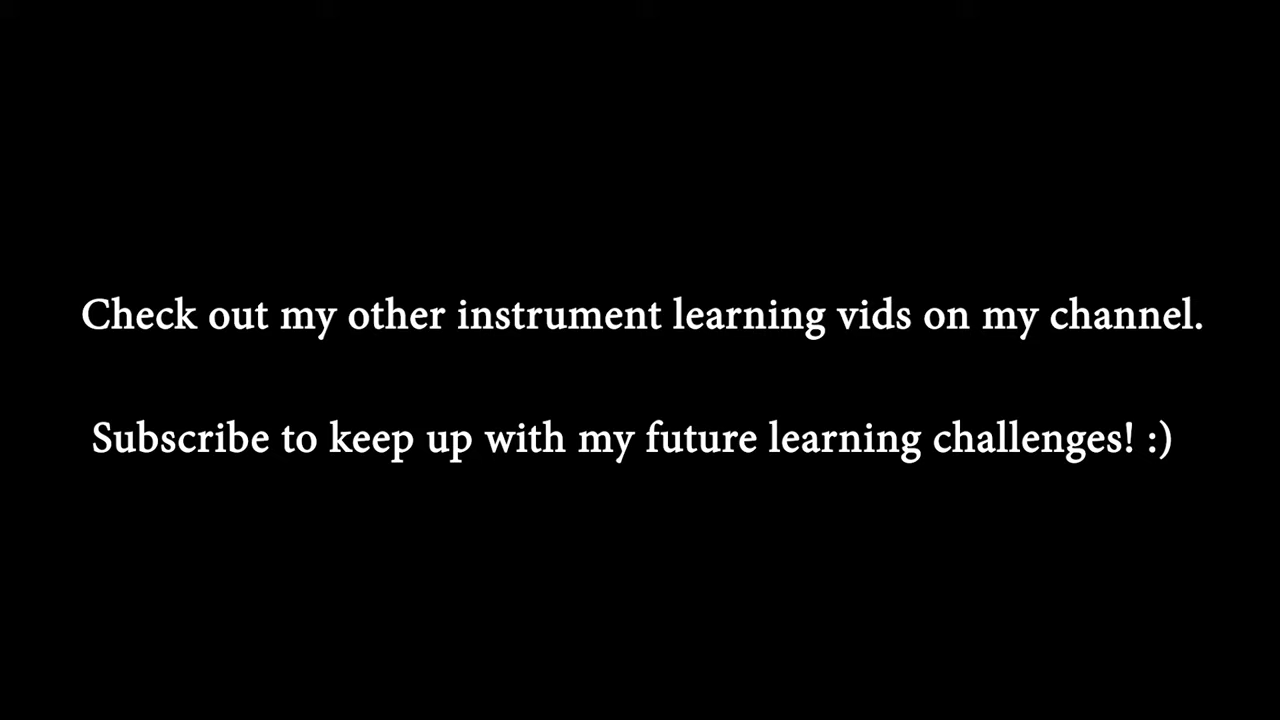 Check out my other instrument learning vids on my channel.
Subscribe to keep up with my future learning challenges! :)